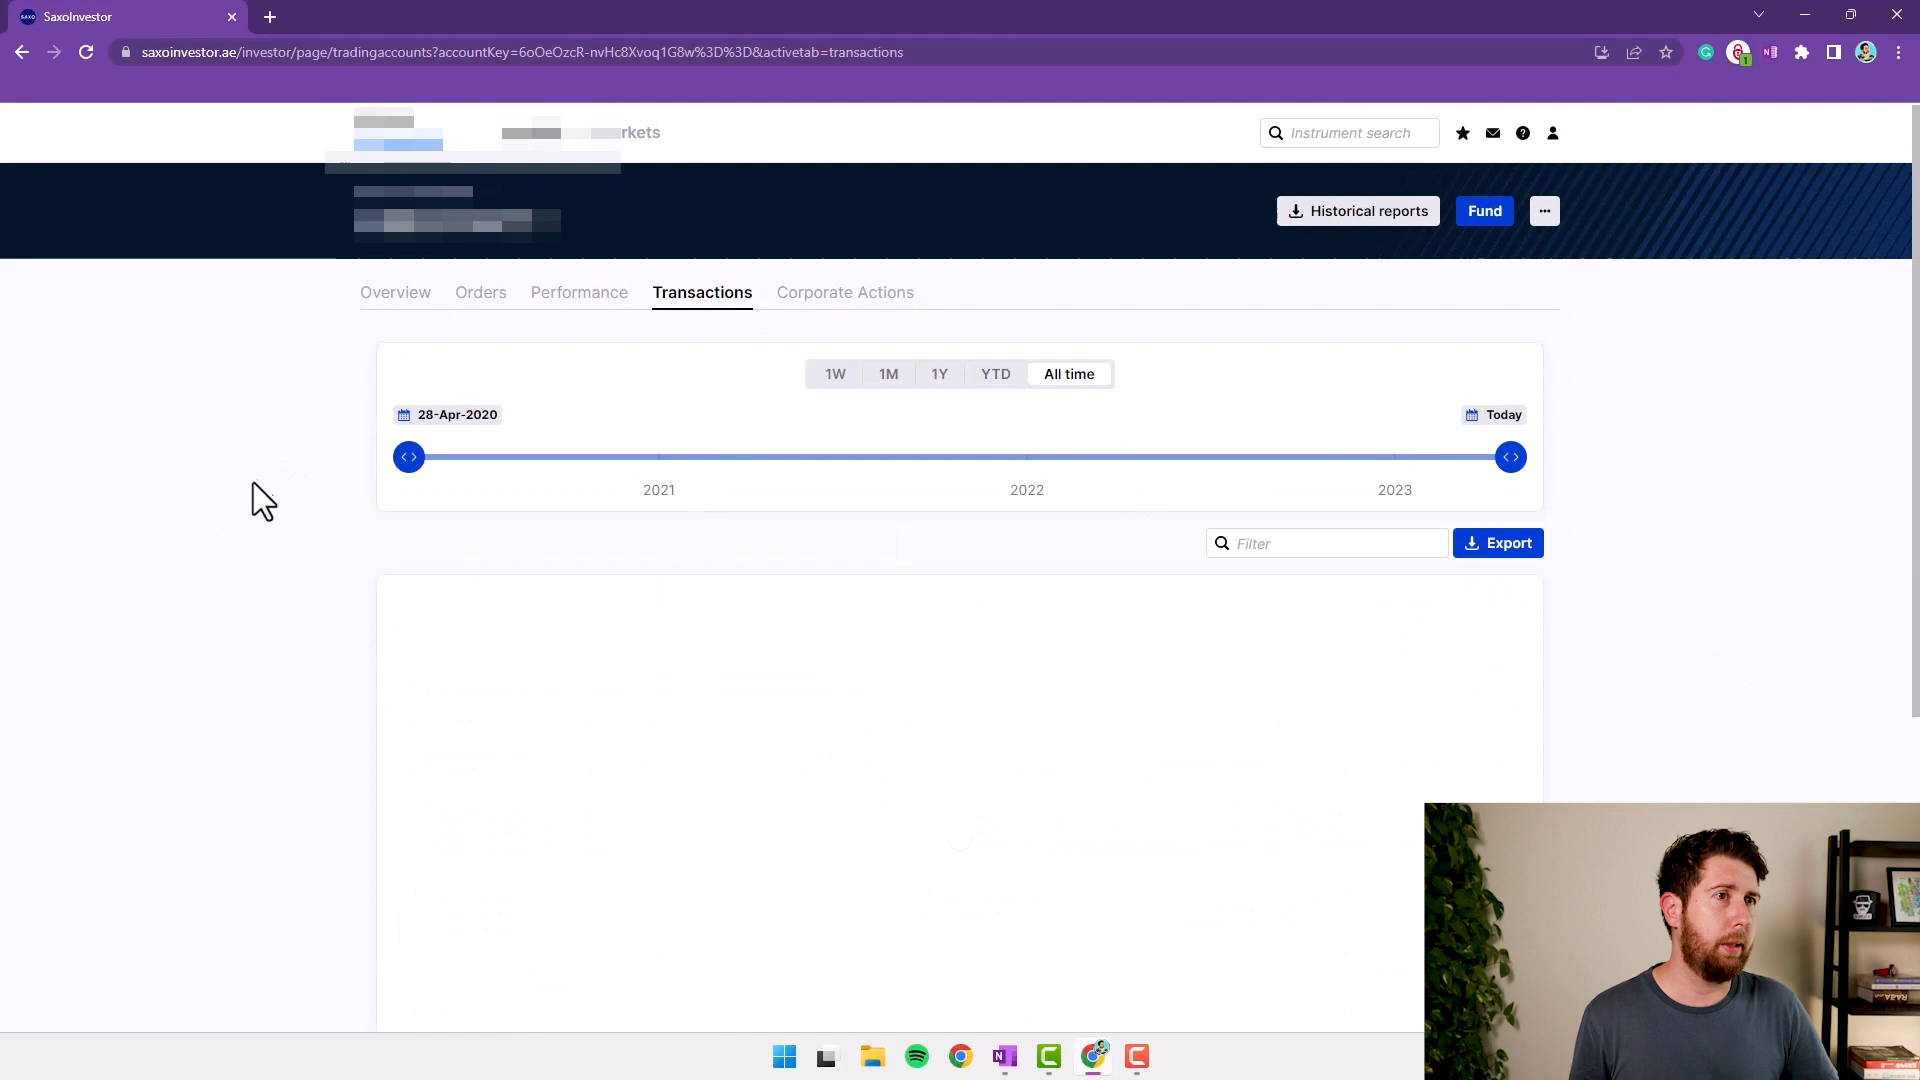 SaxoInvestor
saxoinvestor.ae/investor/page/tradingaccounts?accountKey=6oOeOzcR-nvHc8Xvoq1G8w%3D%3D&activetab=transactions
rkets
Instrument search
Historical reports
Fund
Overview
Orders
Performance
Transactions
Corporate Actions
1W
1M
1Y
YTD
All time
28-Apr-2020
Today
2021
2022
2023
Filter
Export